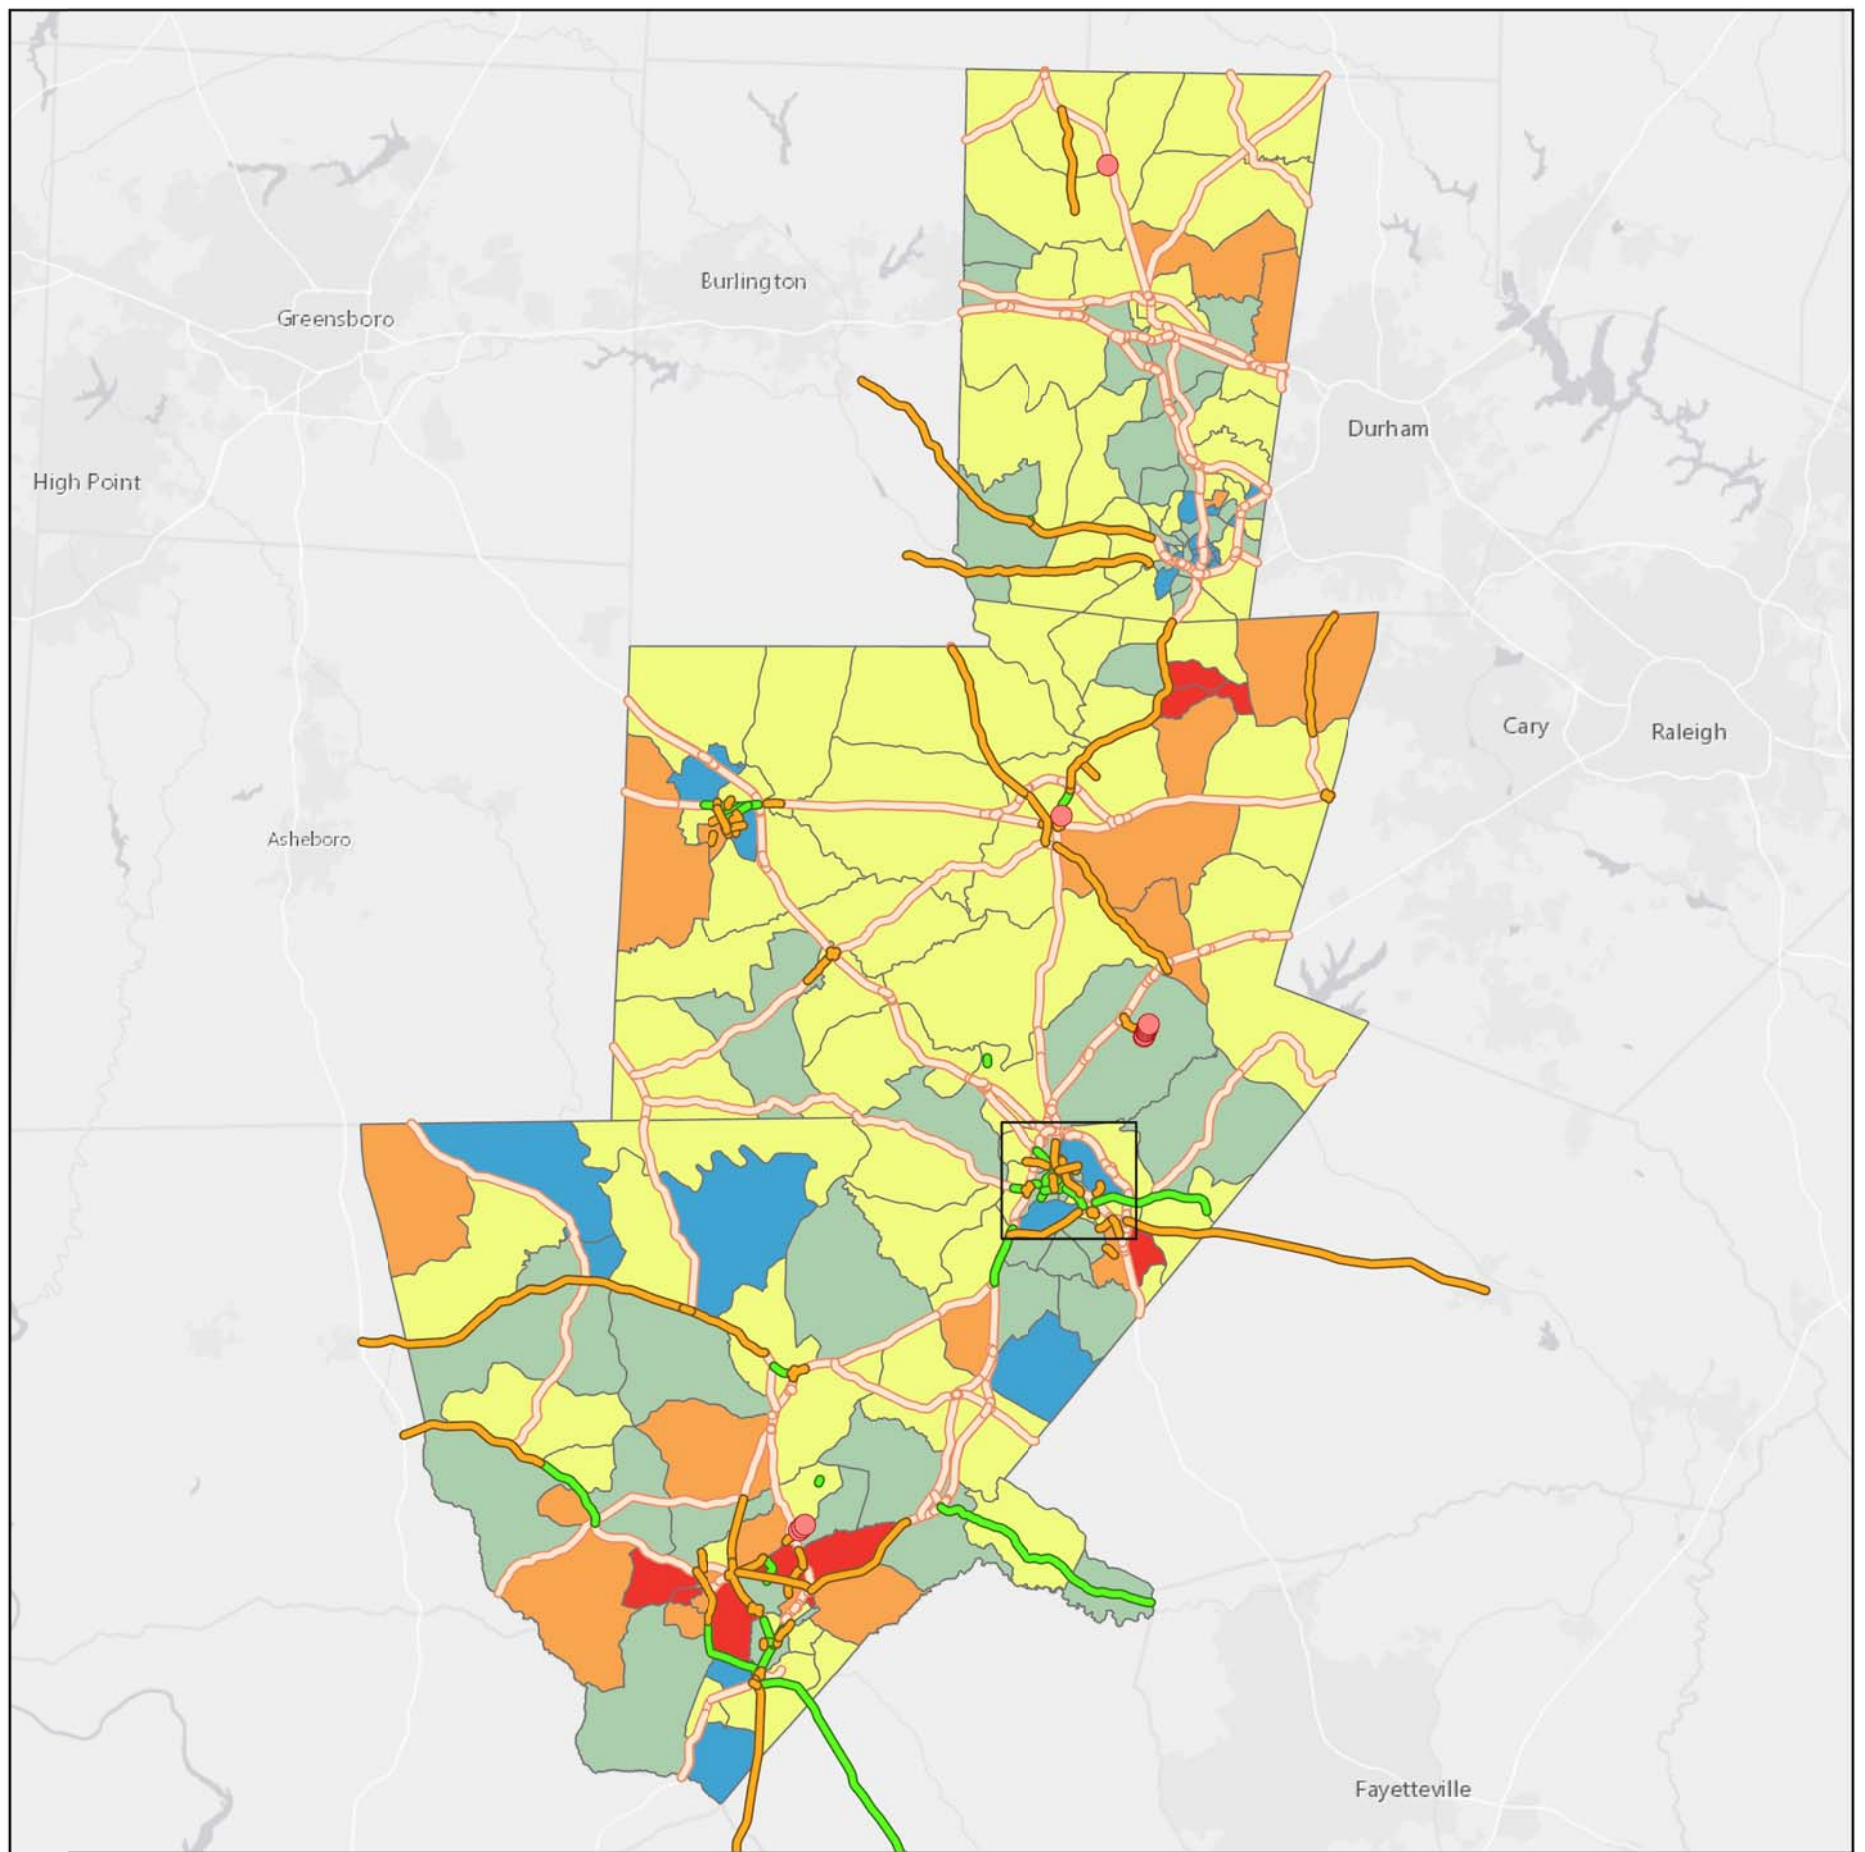 Burlington
Greensboro
Durham
High Point
Cary
Raleigh
Asheboro
Fayetteville